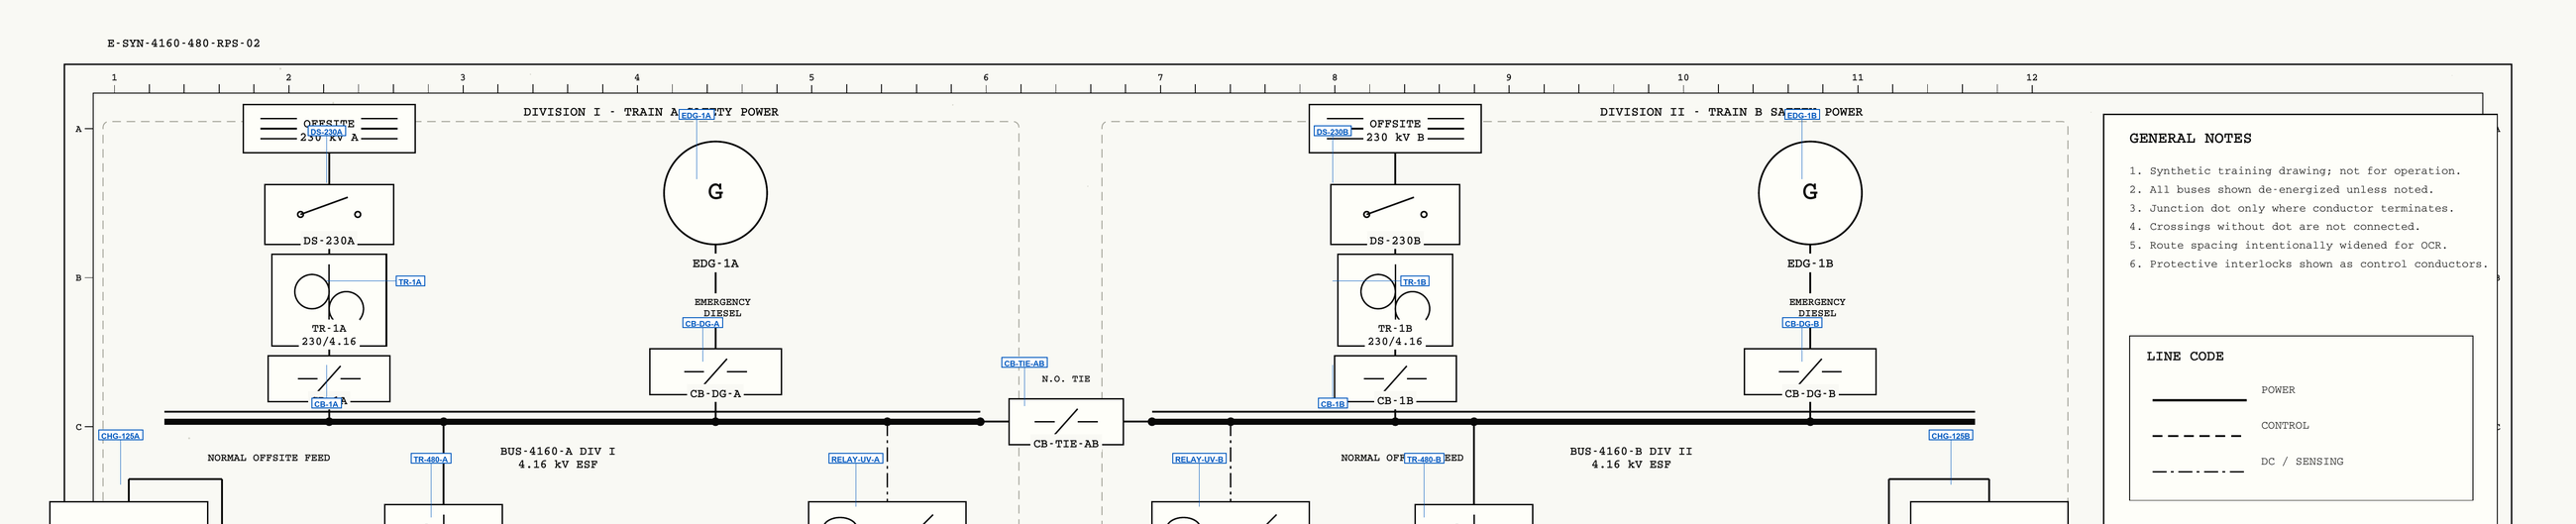 E-SYN-4160-480-RPS-02
1 2 3 4 5 6 7 8 9 10 11 12
A
B
C
OFFSITE
230 kV A
DS-230A
DIVISION I - TRAIN A SAFETY POWER
EDG-1A
G
DS-230A
EDG-1A
TR-1A
TR-1A
230/4.16
EMERGENCY
DIESEL
CB-DG-A
CB-DG-A
CB-1A
CB-TIE-AB
N.O. TIE
CB-TIE-AB
CHG-125A
NORMAL OFFSITE FEED
TR-480-A
BUS-4160-A DIV I
4.16 kV ESF
RELAY-UV-A
OFFSITE
230 kV B
DS-230B
DIVISION II - TRAIN B SAFETY POWER
EDG-1B
G
DS-230B
EDG-1B
TR-1B
TR-1B
230/4.16
EMERGENCY
DIESEL
CB-DG-B
CB-DG-B
CB-1B
CB-1B
RELAY-UV-B
NORMAL OFFSITE FEED
TR-480-B
BUS-4160-B DIV II
4.16 kV ESF
CHG-125B
GENERAL NOTES
1. Synthetic training drawing; not for operation.
2. All buses shown de-energized unless noted.
3. Junction dot only where conductor terminates.
4. Crossings without dot are not connected.
5. Route spacing intentionally widened for OCR.
6. Protective interlocks shown as control conductors.
LINE CODE
POWER
CONTROL
DC / SENSING